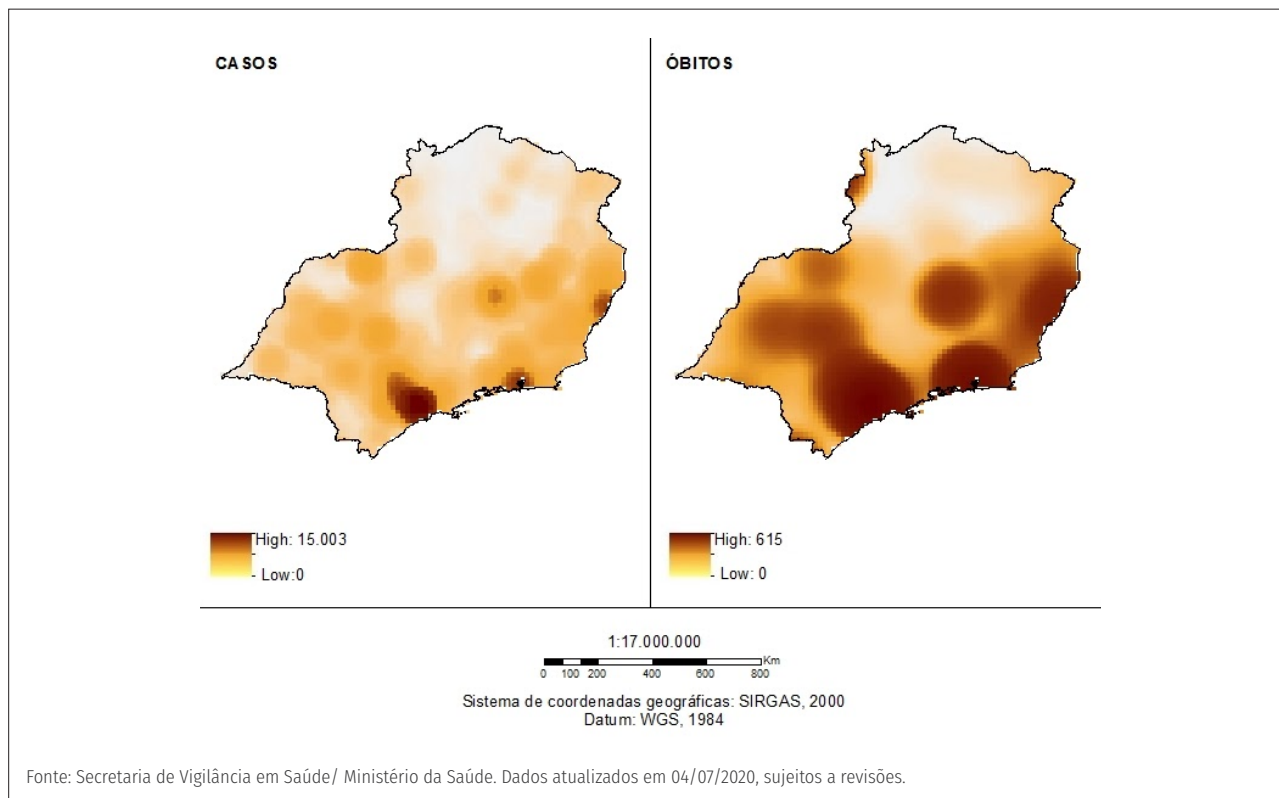 CASOS
ÓBITOS
High: 15.003
Low:0
High: 615
Low: 0
1:17.000.000
Km
0 100 200 400 600 800
Sistema de coordenadas geográficas: SIRGAS, 2000
Datum: WGS, 1984
Fonte: Secretaria de Vigilância em Saúde/ Ministério da Saúde. Dados atualizados em 04/07/2020, sujeitos a revisões.